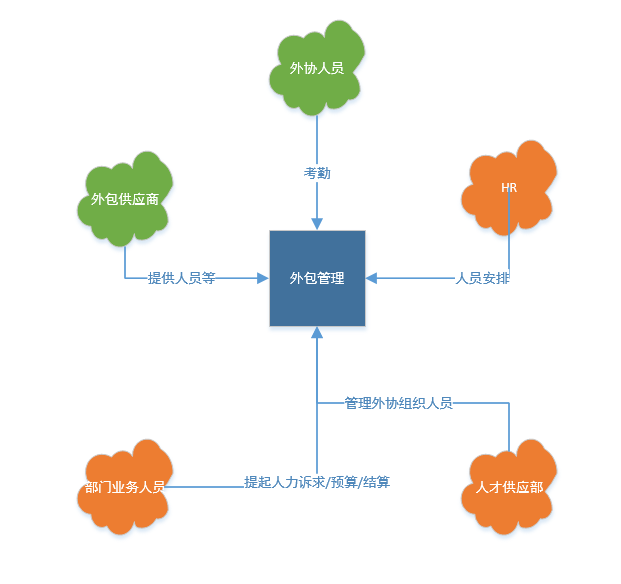 外协人员
考勤
外包供应商
HR
提供人员等
外包管理
人员安排
管理外协组织人员
部门业务人员
提起人力诉求/预算/结算
人才供应部